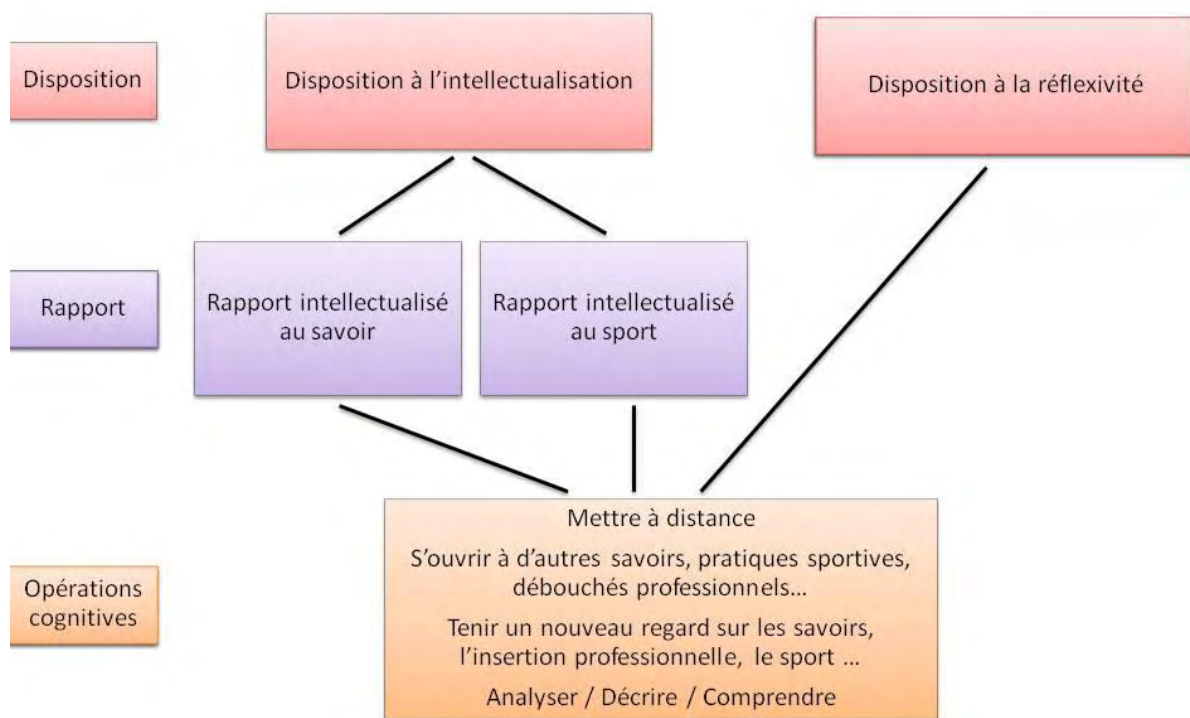 Disposition
Disposition à l'intellectualisation
Disposition à la réflexivité
Rapport
Rapport intellectualisé
au savoir
Rapport intellectualisé
au sport
Opérations
cognitives
Mettre à distance
S'ouvrir à d'autres savoirs, pratiques sportives,
débouchés professionnels...
Tenir un nouveau regard sur les savoirs,
l'insertion professionnelle, le sport ...
Analyser / Décrire / Comprendre